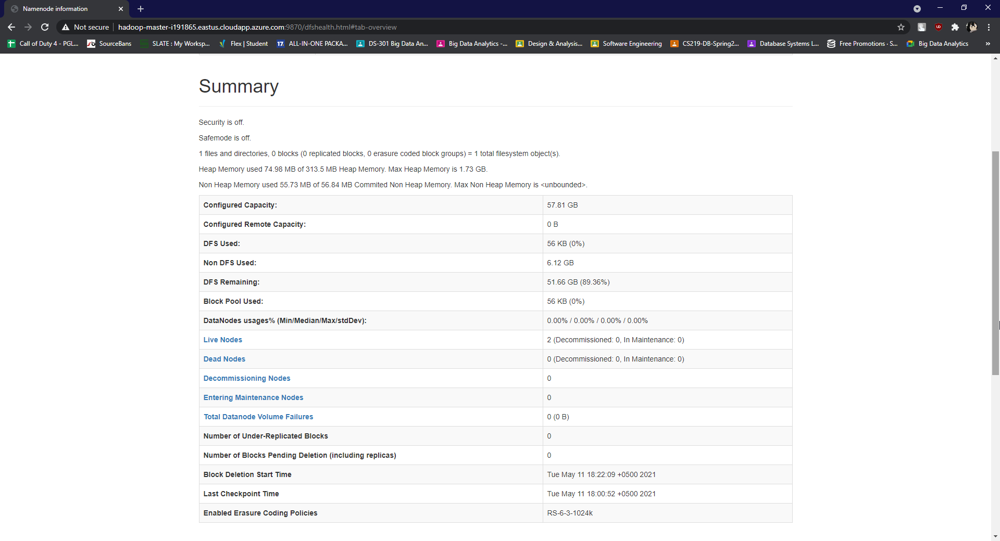 Namenode information
Not secure hadoop-master-i191865.eastus.cloudapp.azure.com:9870/dfshealth.html#tab-overview
Call of Duty 4 - PGL... SourceBans SLATE : My Worksp... Flex | Student 17 ALL-IN-ONE PACKA... DS-301 Big Data An... Big Data Analytics -... Design & Analysis... Software Engineering CS219-DB-Spring2... Database Systems L... Free Promotions · S... Big Data Analytics »
Summary
Security is off.
Safemode is off.
1 files and directories, 0 blocks (0 replicated blocks, 0 erasure coded block groups) = 1 total filesystem object(s).
Heap Memory used 74.98 MB of 313.5 MB Heap Memory. Max Heap Memory is 1.73 GB.
Non Heap Memory used 55.73 MB of 56.84 MB Commited Non Heap Memory. Max Non Heap Memory is <unbounded>.
Configured Capacity: 57.81 GB
Configured Remote Capacity: 0 B
DFS Used: 56 KB (0%)
Non DFS Used: 6.12 GB
DFS Remaining: 51.66 GB (89.36%)
Block Pool Used: 56 KB (0%)
DataNodes usages% (Min/Median/Max/stdDev): 0.00% / 0.00% / 0.00% / 0.00%
Live Nodes 2 (Decommissioned: 0, In Maintenance: 0)
Dead Nodes 0 (Decommissioned: 0, In Maintenance: 0)
Decommissioning Nodes 0
Entering Maintenance Nodes 0
Total Datanode Volume Failures 0 (0 B)
Number of Under-Replicated Blocks 0
Number of Blocks Pending Deletion (including replicas) 0
Block Deletion Start Time Tue May 11 18:22:09 +0500 2021
Last Checkpoint Time Tue May 11 18:00:52 +0500 2021
Enabled Erasure Coding Policies RS-6-3-1024k